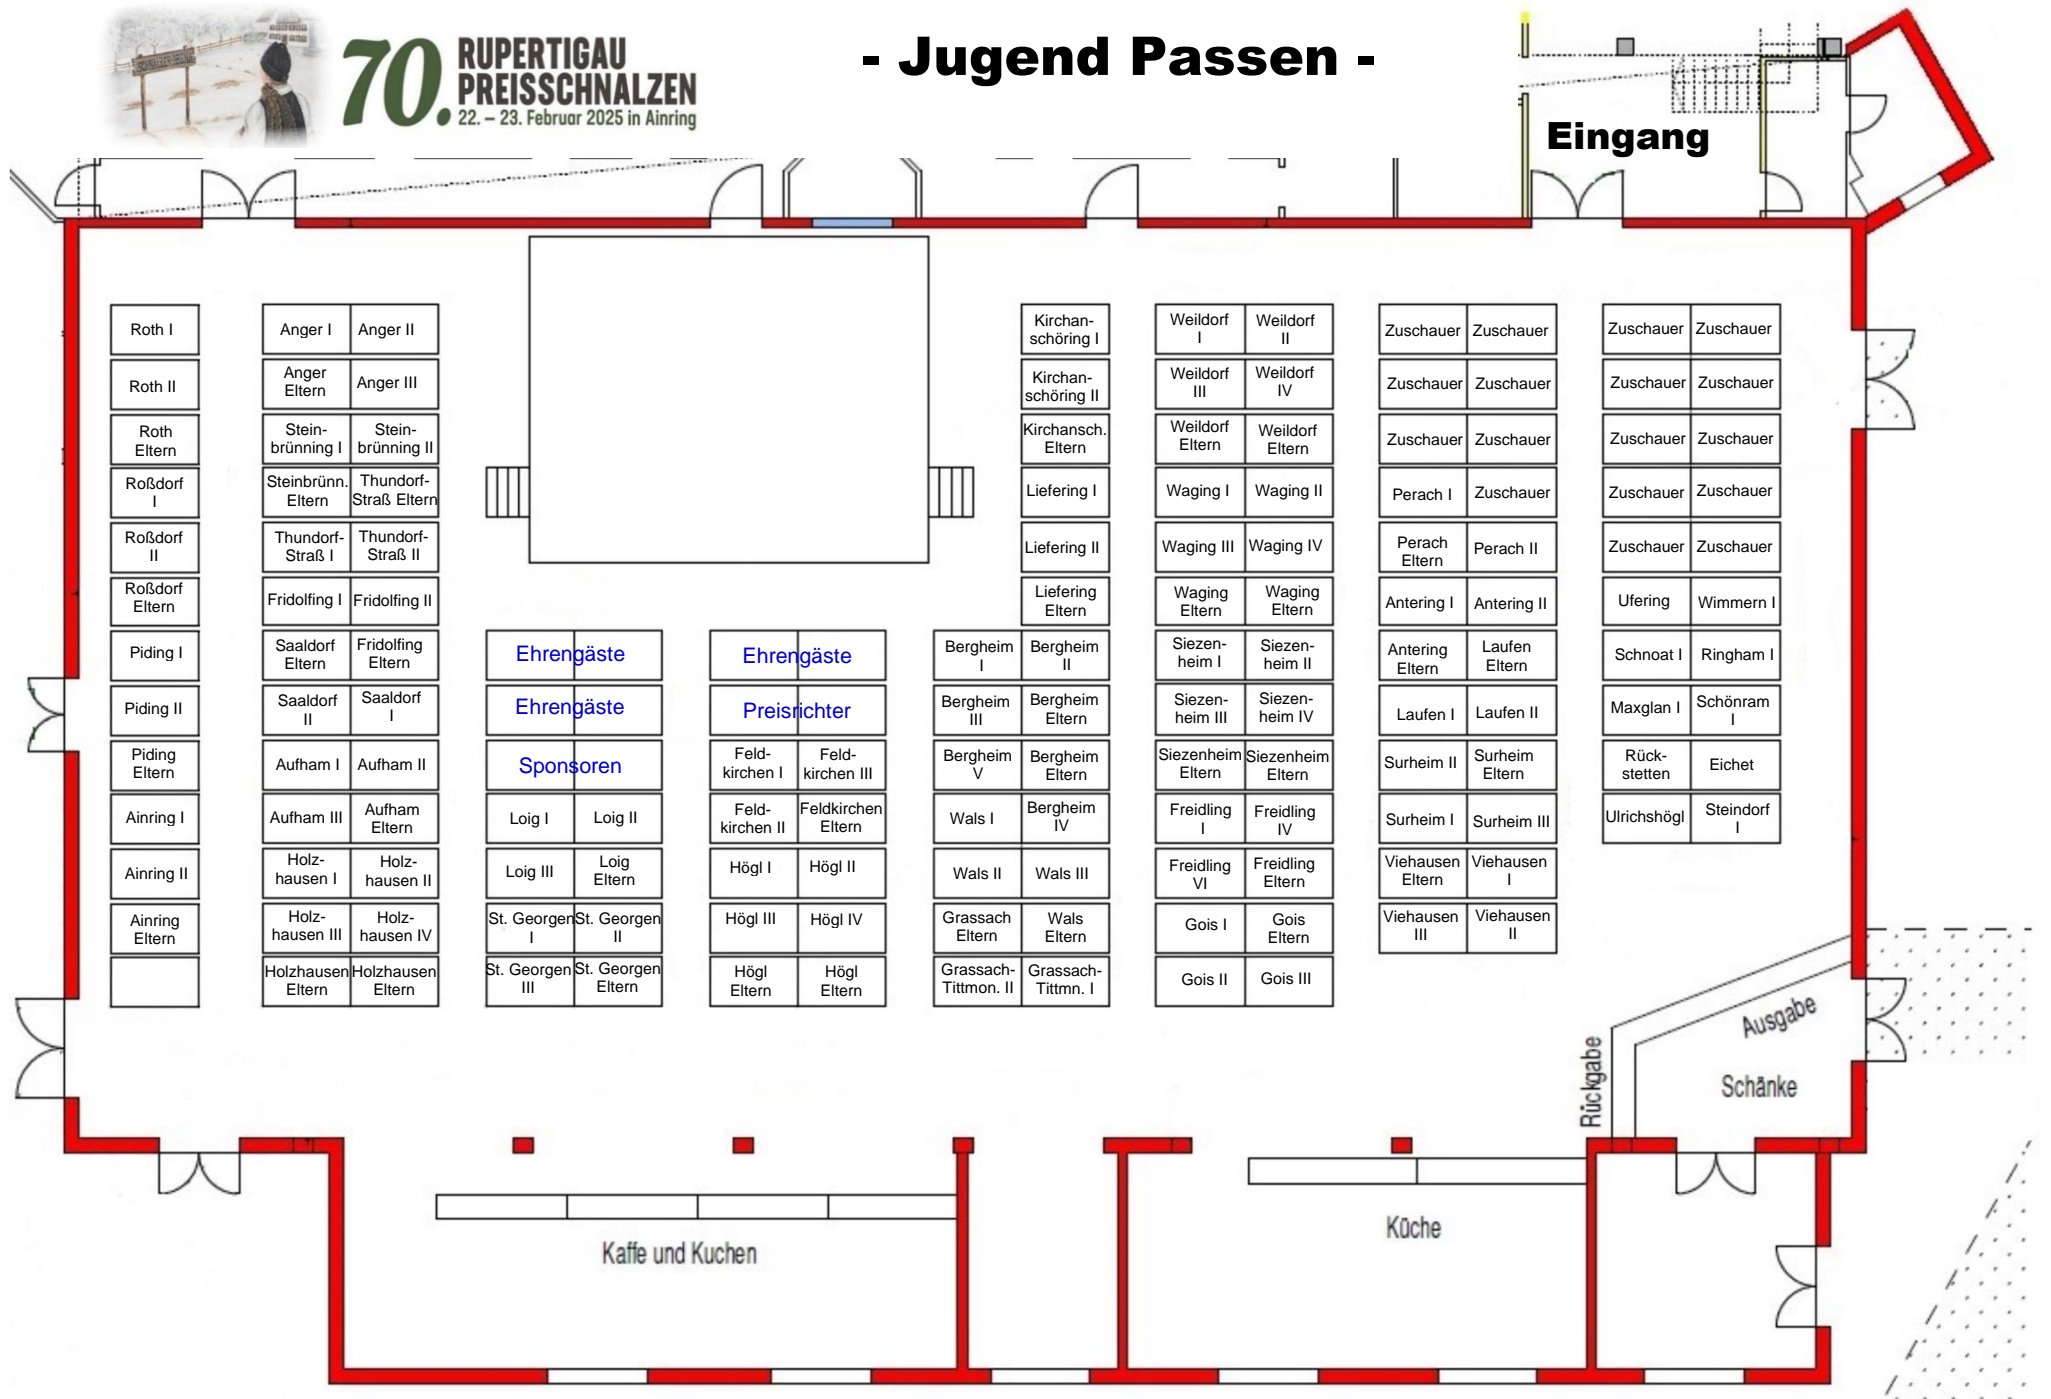 - Jugend Passen -
70.
RUPERTIGAU
PREISSCHNALZEN
22. – 23. Februar 2025 in Ainring
Eingang
Roth I
Roth II
Roth
Eltern
Roßdorf
I
Roßdorf
II
Roßdorf
Eltern
Piding I
Piding II
Piding
Eltern
Ainring I
Ainring II
Ainring
Eltern
Anger I
Anger II
Anger
Eltern
Anger III
Stein-
brünning I
Stein-
brünning II
Steinbrünn.
Eltern
Thundorf-
Straß Eltern
Thundorf-
Straß I
Thundorf-
Straß II
Fridolfing I
Fridolfing II
Saaldorf
Eltern
Fridolfing
Eltern
Saaldorf
II
Saaldorf
I
Aufham I
Aufham II
Aufham III
Aufham
Eltern
Holz-
hausen I
Holz-
hausen II
Holz-
hausen III
Holz-
hausen IV
Holzhausen
Eltern
Holzhausen
Eltern
Ehrengäste
Ehrengäste
Sponsoren
Loig I
Loig II
Loig III
Loig
Eltern
St. Georgen
I
St. Georgen
II
St. Georgen
III
St. Georgen
Eltern
Ehrengäste
Preisrichter
Feld-
kirchen I
Feld-
kirchen III
Feld-
kirchen II
Feldkirchen
Eltern
Högl I
Högl II
Högl III
Högl IV
Högl
Eltern
Högl
Eltern
Kirchan-
schöring I
Kirchan-
schöring II
Kirchansch.
Eltern
Liefering I
Liefering II
Liefering
Eltern
Bergheim
I
Bergheim
II
Bergheim
III
Bergheim
Eltern
Bergheim
V
Bergheim
Eltern
Wals I
Bergheim
IV
Wals II
Wals III
Grassach
Eltern
Wals
Eltern
Grassach-
Tittmon. II
Grassach-
Tittmn. I
Weildorf
I
Weildorf
II
Weildorf
III
Weildorf
IV
Weildorf
Eltern
Weildorf
Eltern
Waging I
Waging II
Waging III
Waging IV
Waging
Eltern
Waging
Eltern
Siezen-
heim I
Siezen-
heim II
Siezen-
heim III
Siezen-
heim IV
Siezenheim
Eltern
Siezenheim
Eltern
Freidling
I
Freidling
IV
Freidling
VI
Freidling
Eltern
Gois I
Gois
Eltern
Gois II
Gois III
Zuschauer
Zuschauer
Zuschauer
Zuschauer
Zuschauer
Zuschauer
Perach I
Zuschauer
Perach
Eltern
Perach II
Antering I
Antering II
Antering
Eltern
Laufen
Eltern
Laufen I
Laufen II
Surheim II
Surheim
Eltern
Surheim I
Surheim III
Viehausen
Eltern
Viehausen
I
Viehausen
III
Viehausen
II
Zuschauer
Zuschauer
Zuschauer
Zuschauer
Zuschauer
Zuschauer
Zuschauer
Zuschauer
Zuschauer
Zuschauer
Ufering
Wimmern I
Schnoat I
Ringham I
Maxglan I
Schönram
I
Rück-
stetten
Eichet
Ulrichshögl
Steindorf
I
Ausgabe
Rückgabe
Schänke
Kaffe und Kuchen
Küche